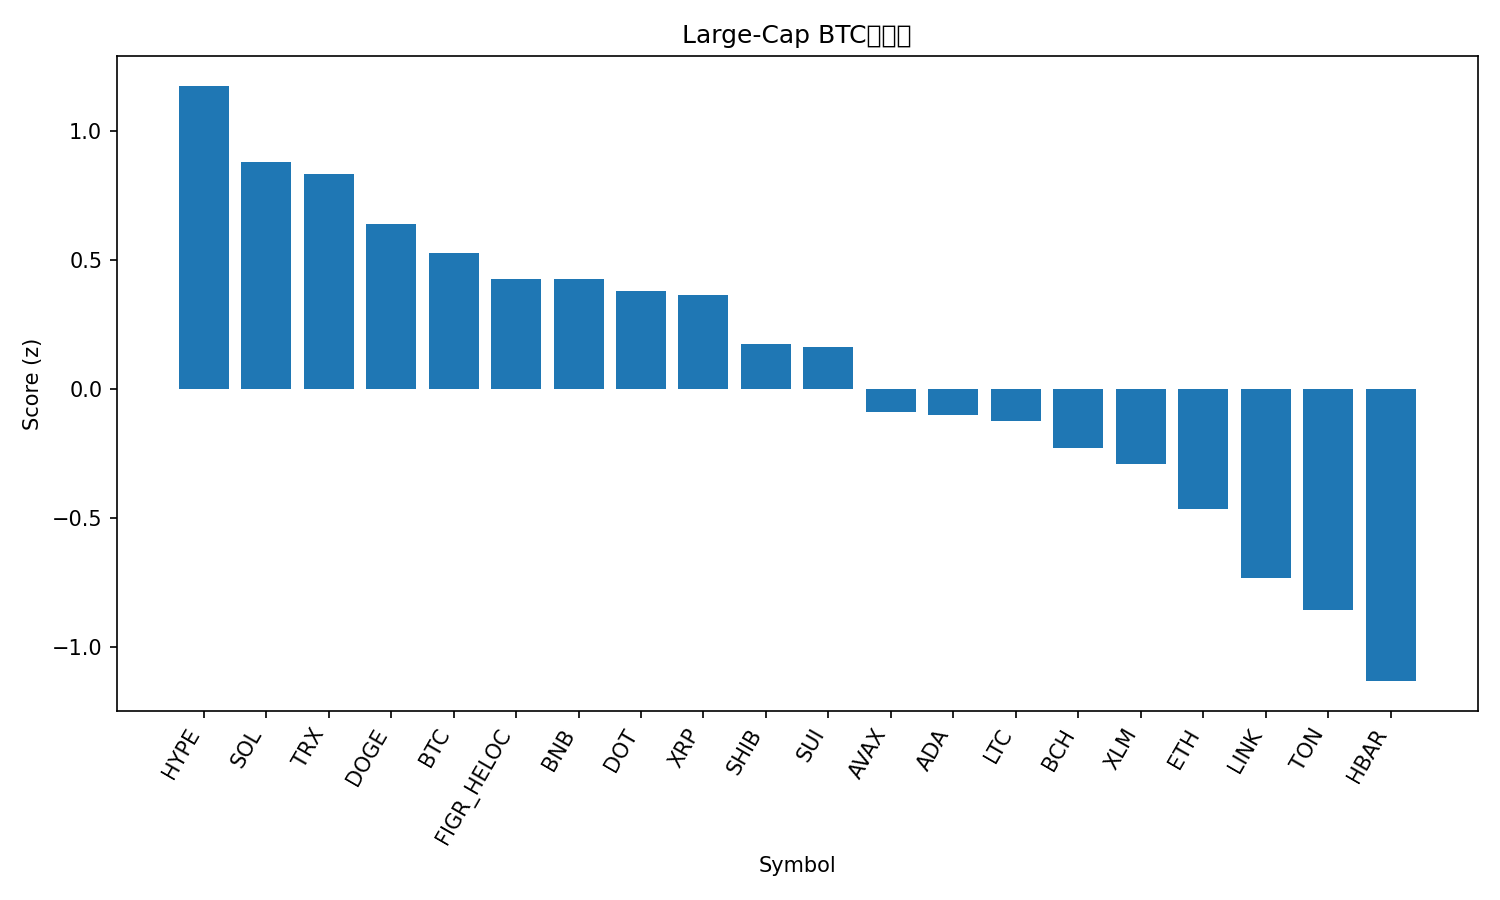 Large-Cap BTC
Score (z)
1.0
0.5
0.0
−0.5
−1.0
HYPE
SOL
TRX
DOGE
BTC
FIGR_HELOC
BNB
DOT
XRP
SHIB
SUI
AVAX
ADA
LTC
BCH
XLM
ETH
LINK
TON
HBAR
Symbol